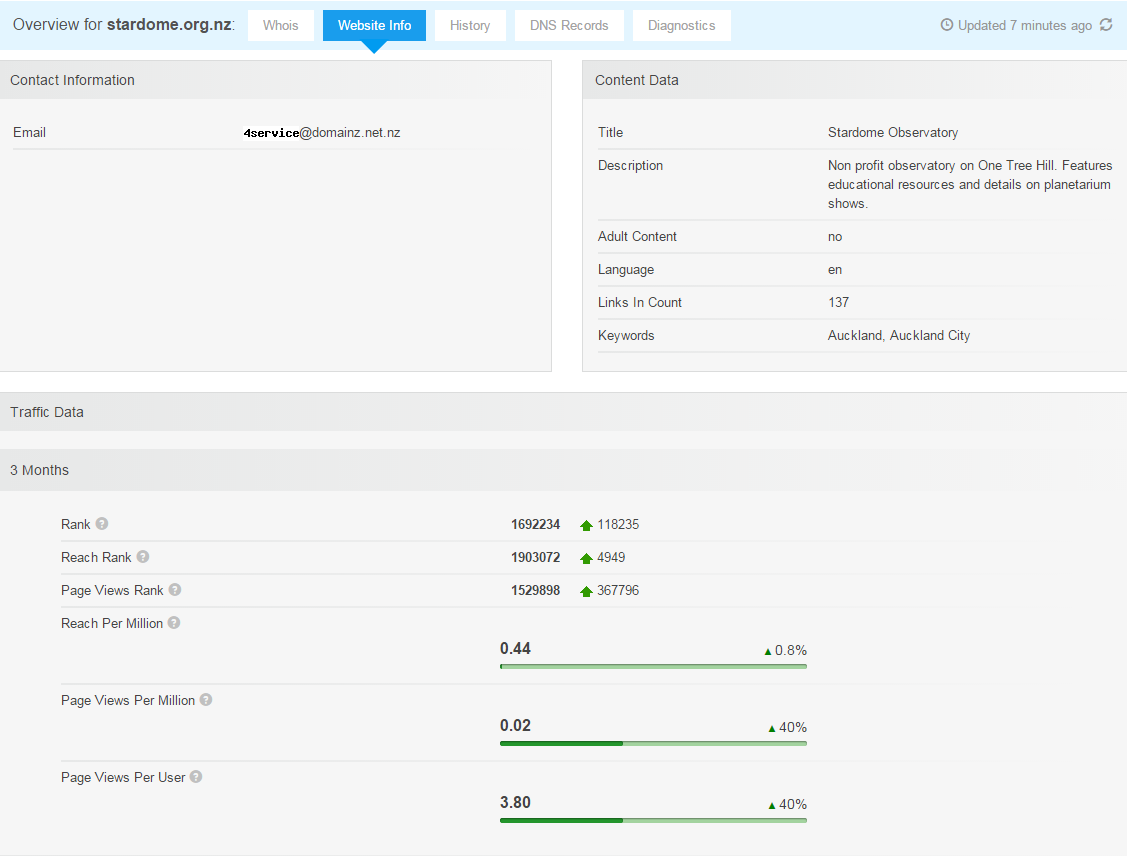 Overview for stardome.org.nz: Whois Website Info History DNS Records Diagnostics Updated 7 minutes ago
Contact Information
Email 4service@domainz.net.nz
Content Data
Title Stardome Observatory
Description Non profit observatory on One Tree Hill. Features
educational resources and details on planetarium
shows.
Adult Content no
Language en
Links In Count 137
Keywords Auckland, Auckland City
Traffic Data
3 Months
Rank ? 1692234 118235
Reach Rank ? 1903072 4949
Page Views Rank ? 1529898 367796
Reach Per Million ?
0.44 ▲0.8%
Page Views Per Million ?
0.02 ▲40%
Page Views Per User ?
3.80 ▲40%